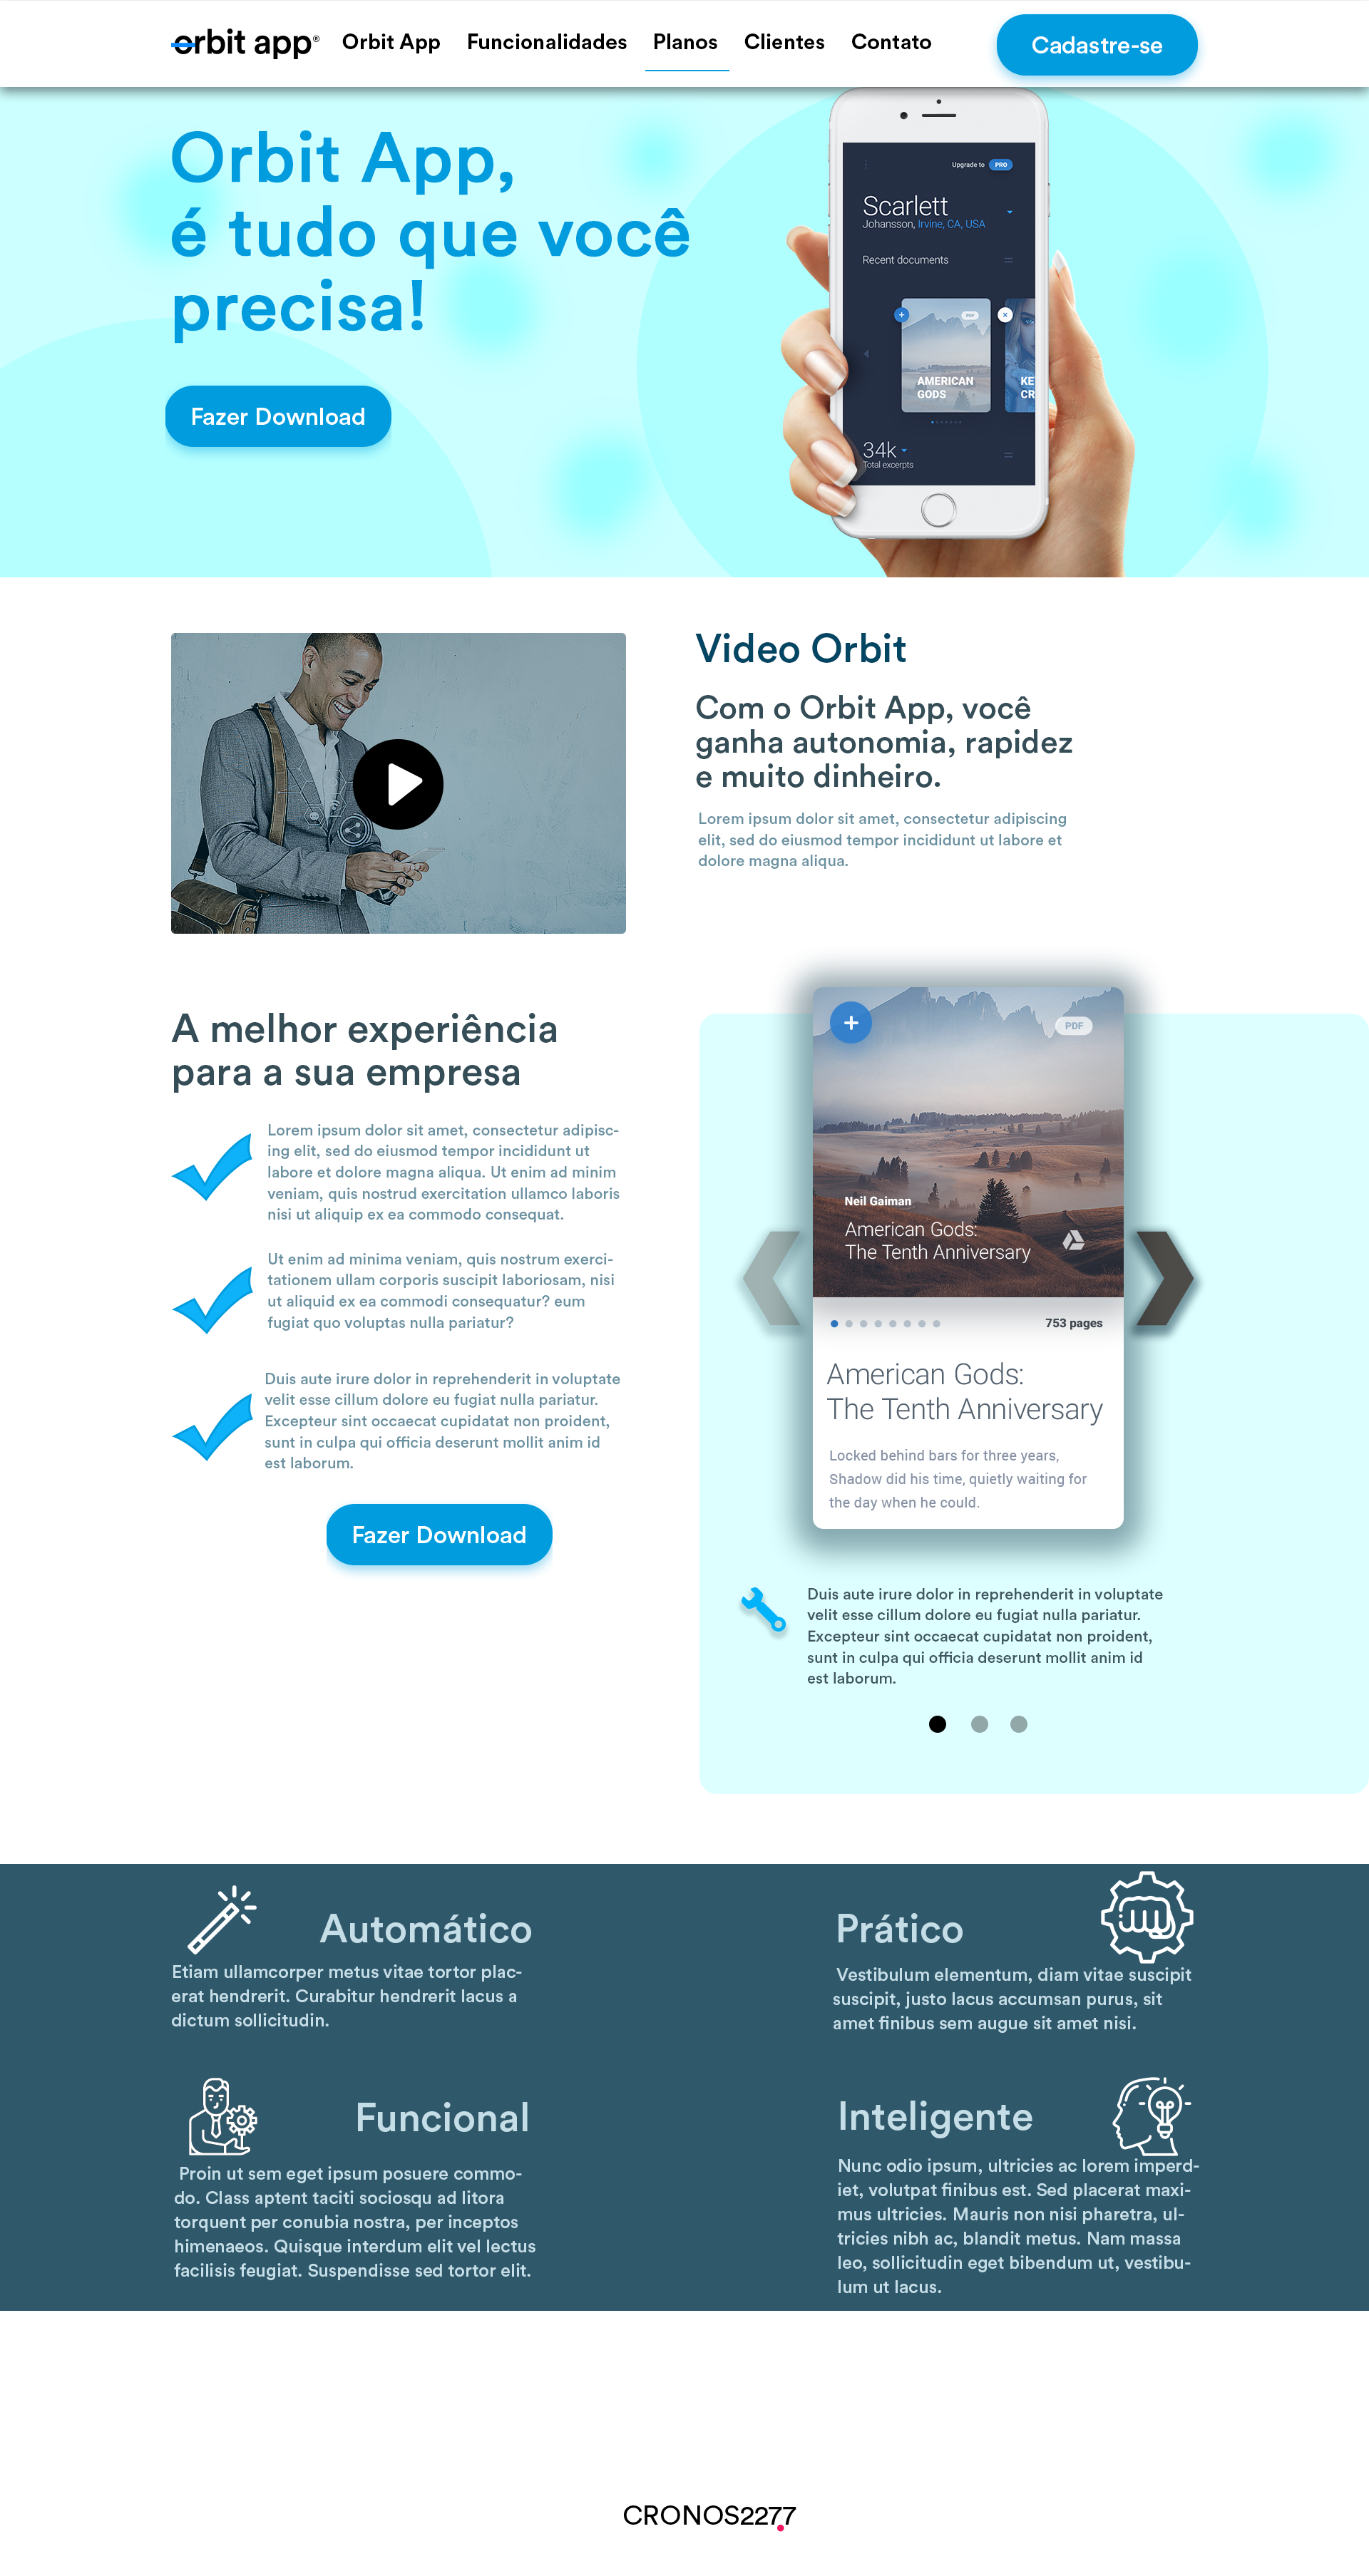 orbit app®
Orbit App Funcionalidades Planos Clientes Contato
Cadastre-se
Orbit App,
é tudo que você
precisa!
Fazer Download
Upgrade to PRO
Scarlett
Johansson, Irvine, CA, USA
Recent documents
PDF
AMERICAN
GODS
KE
CR
34k
Total excerpts
Video Orbit
Com o Orbit App, você
ganha autonomia, rapidez
e muito dinheiro.
Lorem ipsum dolor sit amet, consectetur adipiscing
elit, sed do eiusmod tempor incididunt ut labore et
dolore magna aliqua.
A melhor experiência
para a sua empresa
Lorem ipsum dolor sit amet, consectetur adipisc-
ing elit, sed do eiusmod tempor incididunt ut
labore et dolore magna aliqua. Ut enim ad minim
veniam, quis nostrud exercitation ullamco laboris
nisi ut aliquip ex ea commodo consequat.
Ut enim ad minima veniam, quis nostrum exerci-
tationem ullam corporis suscipit laboriosam, nisi
ut aliquid ex ea commodi consequatur? eum
fugiat quo voluptas nulla pariatur?
Duis aute irure dolor in reprehenderit in voluptate
velit esse cillum dolore eu fugiat nulla pariatur.
Excepteur sint occaecat cupidatat non proident,
sunt in culpa qui officia deserunt mollit anim id
est laborum.
Fazer Download
PDF
Neil Gaiman
American Gods:
The Tenth Anniversary
753 pages
American Gods:
The Tenth Anniversary
Locked behind bars for three years,
Shadow did his time, quietly waiting for
the day when he could.
Duis aute irure dolor in reprehenderit in voluptate
velit esse cillum dolore eu fugiat nulla pariatur.
Excepteur sint occaecat cupidatat non proident,
sunt in culpa qui officia deserunt mollit anim id
est laborum.
Automático
Etiam ullamcorper metus vitae tortor plac-
erat hendrerit. Curabitur hendrerit lacus a
dictum sollicitudin.
Prático
Vestibulum elementum, diam vitae suscipit
suscipit, justo lacus accumsan purus, sit
amet finibus sem augue sit amet nisi.
Funcional
Proin ut sem eget ipsum posuere commo-
do. Class aptent taciti sociosqu ad litora
torquent per conubia nostra, per inceptos
himenaeos. Quisque interdum elit vel lectus
facilisis feugiat. Suspendisse sed tortor elit.
Inteligente
Nunc odio ipsum, ultricies ac lorem imperd-
iet, volutpat finibus est. Sed placerat maxi-
mus ultricies. Mauris non nisi pharetra, ul-
tricies nibh ac, blandit metus. Nam massa
leo, sollicitudin eget bibendum ut, vestibu-
lum ut lacus.
CRONOS2277